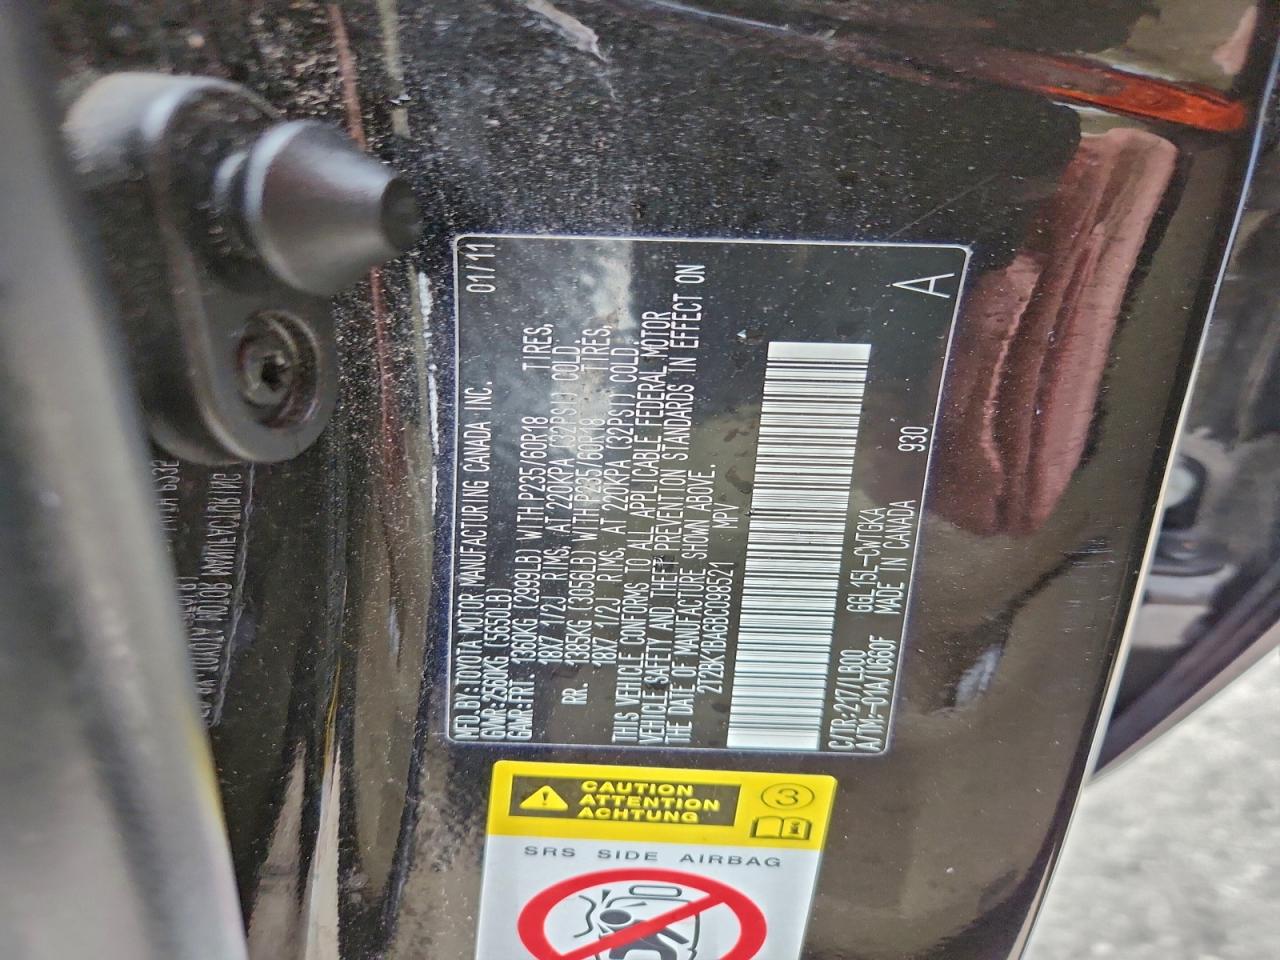 MFD.BY:TOYOTA MOTOR MANUFACTURING CANADA INC. 01/11
GVWR:2560KG(5650LB)
GAWR:FRT 1360KG(2999LB) WITH P235/60R18 TIRES,
18X7 1/2J RIMS, AT 220KPA(32PSI) COLD.
RR. 1385KG(3056LB) WITH P235/60R18 TIRES,
18X7 1/2J RIMS, AT 220KPA(32PSI) COLD.
THIS VEHICLE CONFORMS TO ALL APPLICABLE FEDERAL MOTOR
VEHICLE SAFETY AND THEFT PREVENTION STANDARDS IN EFFECT ON
THE DATE OF MANUFACTURE SHOWN ABOVE.
2T2BK1BA6BC098521 MPV
C/TR:217/LB00 GGL15L-CWTGKA A
A/TM:-01A/U660F MADE IN CANADA 930
CAUTION
ATTENTION
ACHTUNG
3
SRS SIDE AIRBAG